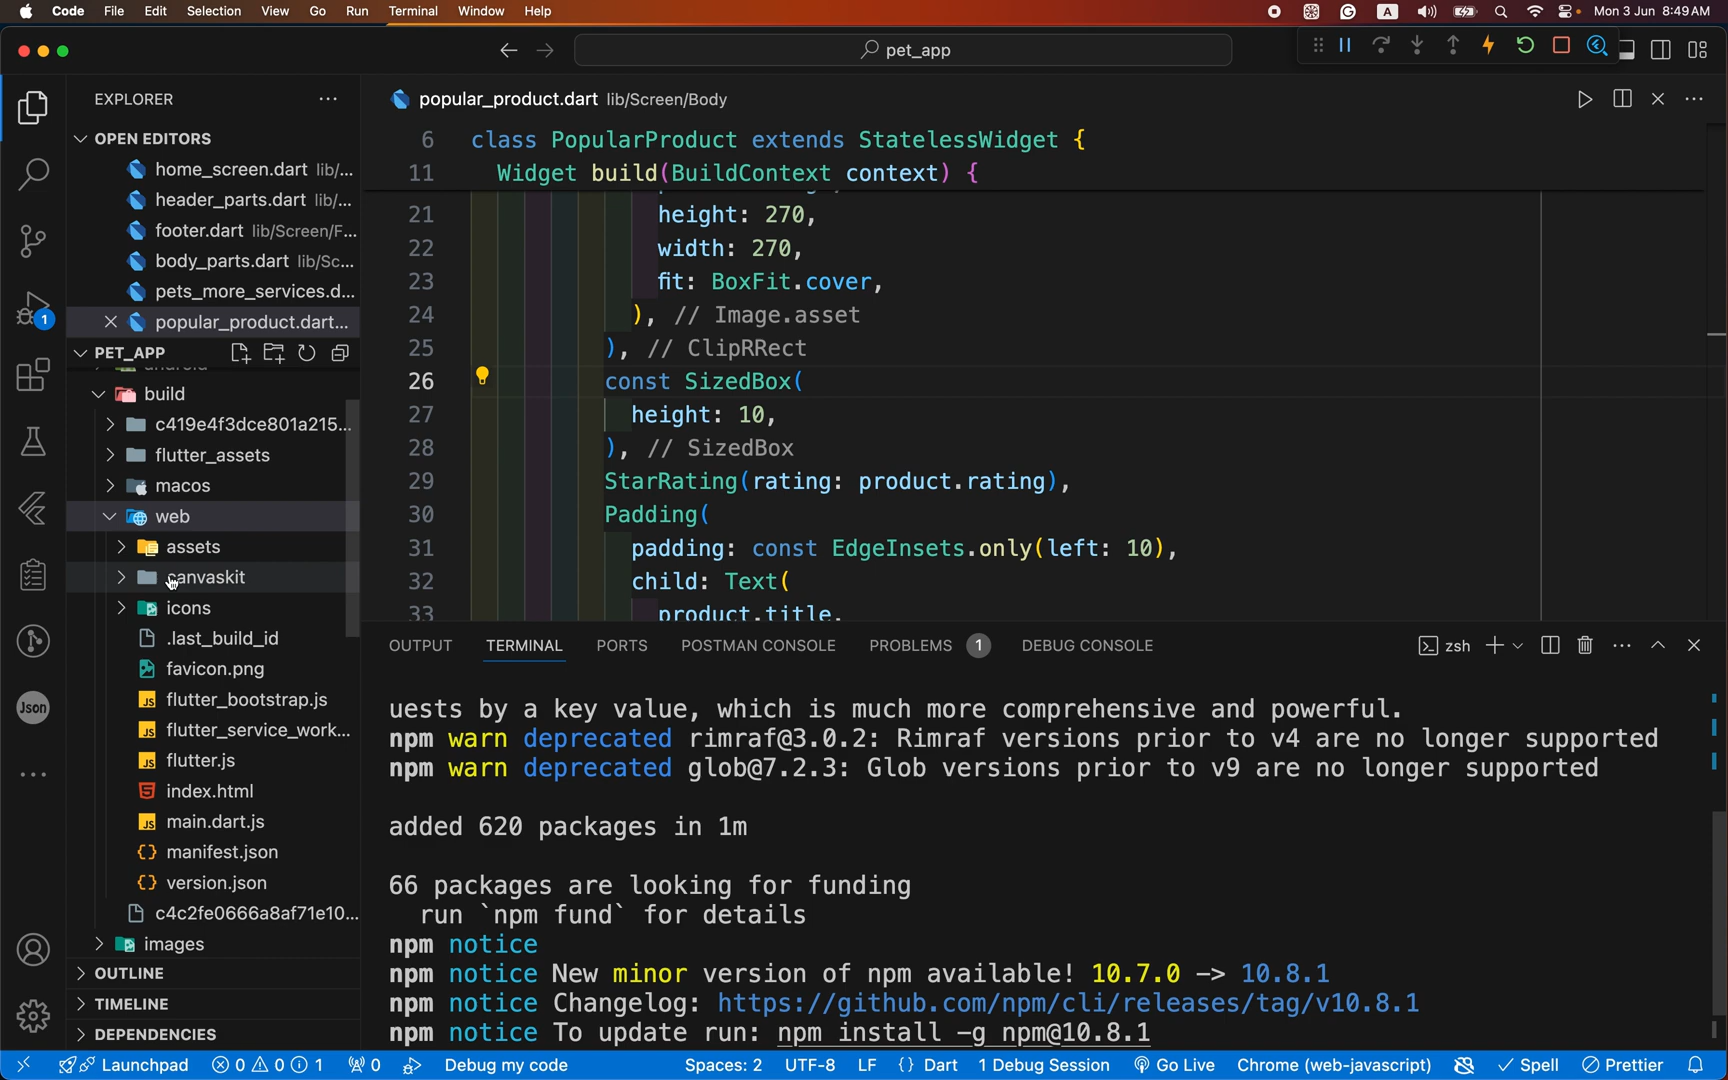 Code File Edit Selection View Go Run Terminal Window Help A Mon 3 Jun 8:49 AM
pet_app
EXPLORER
OPEN EDITORS
home_screen.dart lib/...
header_parts.dart lib/...
footer.dart lib/Screen/F...
body_parts.dart lib/Sc...
pets_more_services.d...
popular_product.dart...
1
PET_APP
android
build
c419e4f3dce801a215...
flutter_assets
macos
web
assets
canvaskit
icons
.last_build_id
favicon.png
JS flutter_bootstrap.js
JS flutter_service_work...
JS flutter.js
index.html
JS main.dart.js
{} manifest.json
{} version.json
c4c2fe0666a8af71e10...
images
OUTLINE
TIMELINE
DEPENDENCIES
Json
popular_product.dart lib/Screen/Body
6 class PopularProduct extends StatelessWidget {
11 Widget build(BuildContext context) {
21 height: 270,
22 width: 270,
23 fit: BoxFit.cover,
24 ), // Image.asset
25 ), // ClipRRect
26 const SizedBox(
27 height: 10,
28 ), // SizedBox
29 StarRating(rating: product.rating),
30 Padding(
31 padding: const EdgeInsets.only(left: 10),
32 child: Text(
33 product.title,
OUTPUT TERMINAL PORTS POSTMAN CONSOLE PROBLEMS 1 DEBUG CONSOLE zsh
uests by a key value, which is much more comprehensive and powerful.
npm warn deprecated rimraf@3.0.2: Rimraf versions prior to v4 are no longer supported
npm warn deprecated glob@7.2.3: Glob versions prior to v9 are no longer supported
added 620 packages in 1m
66 packages are looking for funding
run `npm fund` for details
npm notice
npm notice New minor version of npm available! 10.7.0 -> 10.8.1
npm notice Changelog: https://github.com/npm/cli/releases/tag/v10.8.1
npm notice To update run: npm install -g npm@10.8.1
Launchpad 0 0 1 0 Debug my code Spaces: 2 UTF-8 LF {} Dart 1 Debug Session Go Live Chrome (web-javascript) Spell Prettier